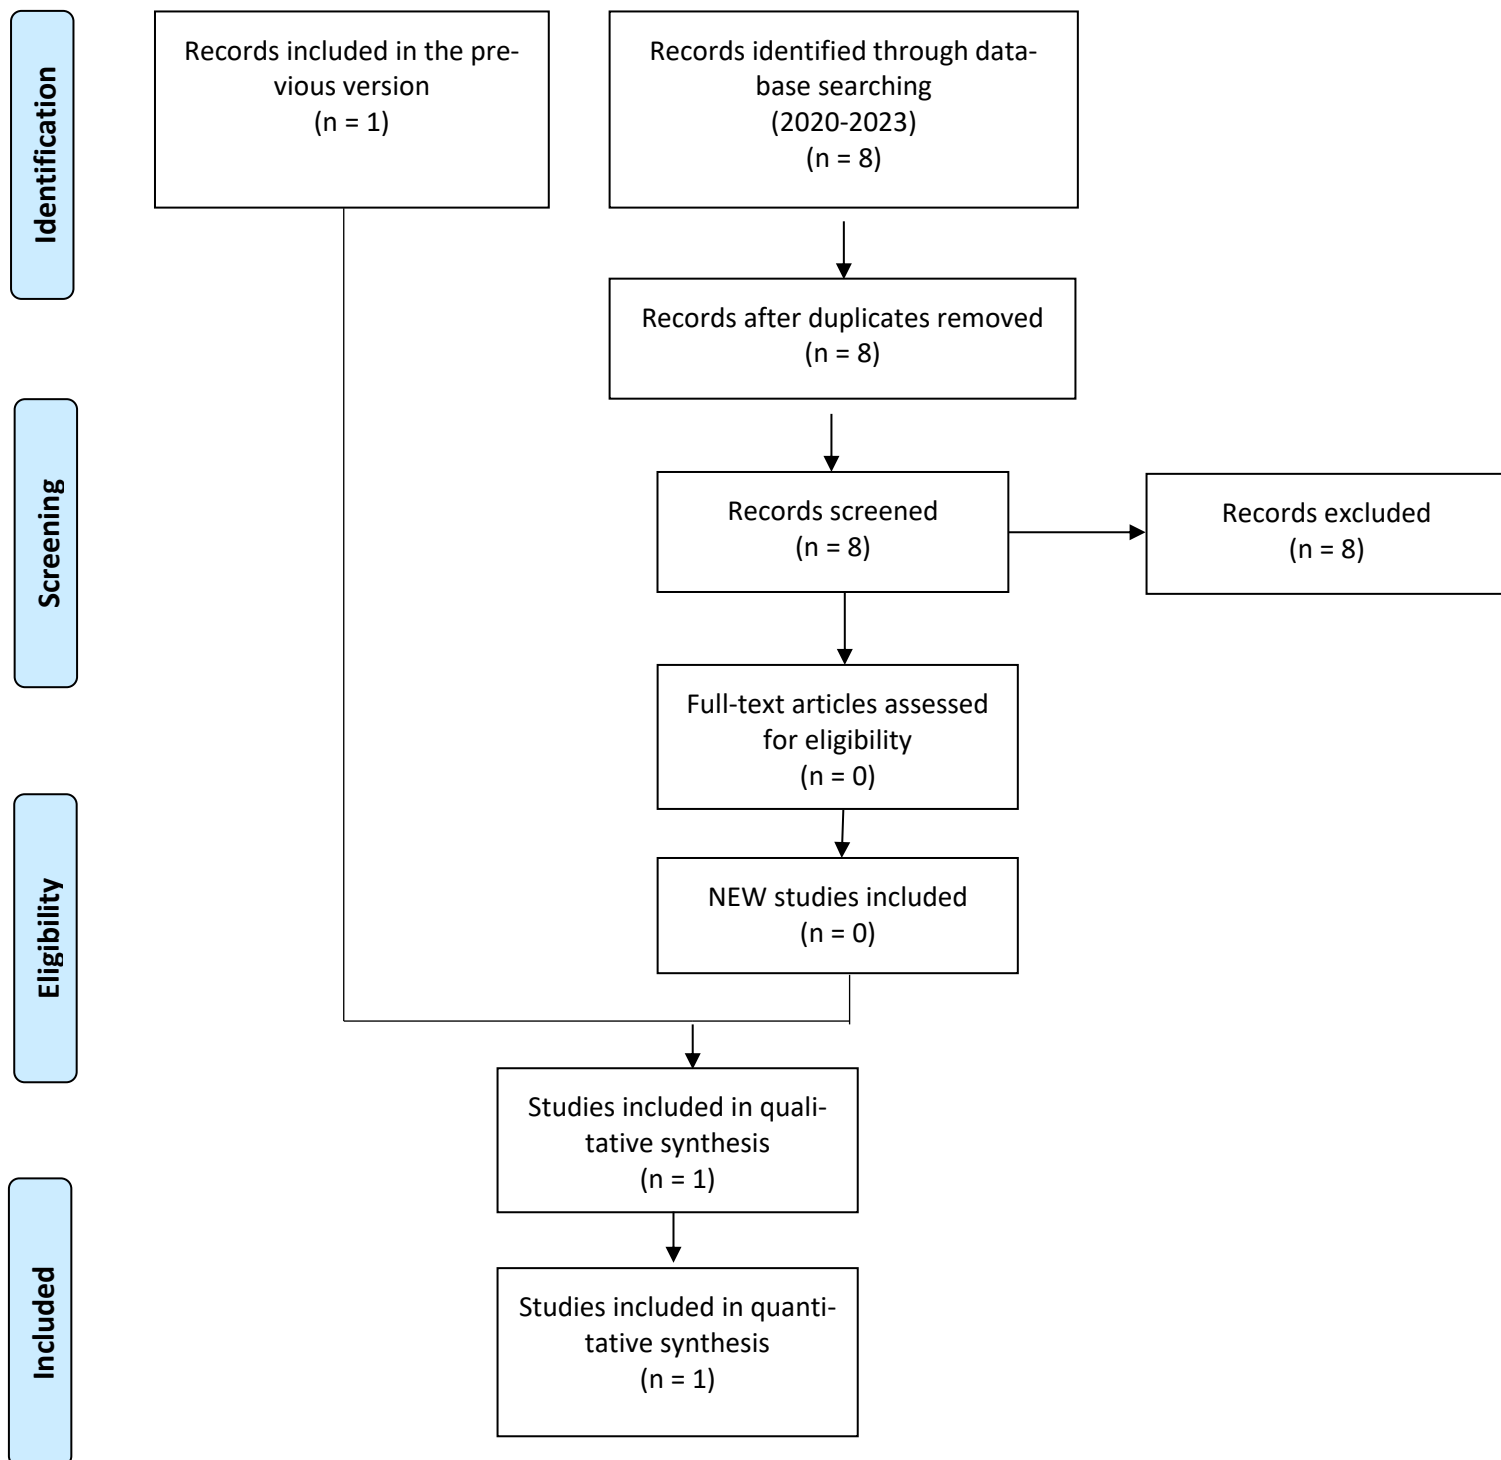 Identification
Records included in the pre-
vious version
(n = 1)
Records identified through data-
base searching
(2020-2023)
(n = 8)
Records after duplicates removed
(n = 8)
Screening
Records screened
(n = 8)
Records excluded
(n = 8)
Full-text articles assessed
for eligibility
(n = 0)
Eligibility
NEW studies included
(n = 0)
Studies included in quali-
tative synthesis
(n = 1)
Included
Studies included in quanti-
tative synthesis
(n = 1)